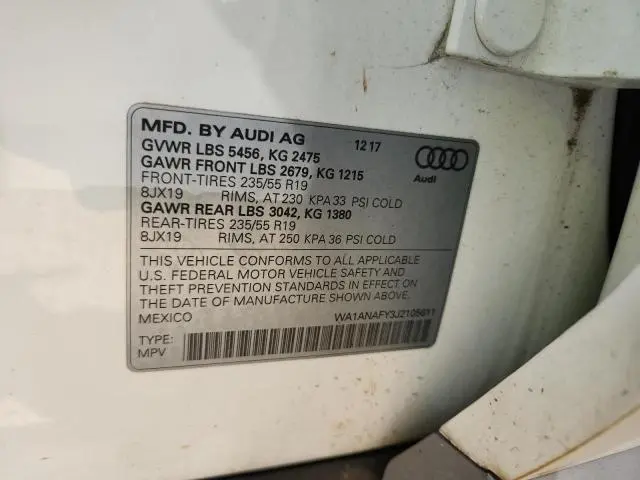 MFD. BY AUDI AG 12 17
GVWR LBS 5456, KG 2475
GAWR FRONT LBS 2679, KG 1215
FRONT-TIRES 235/55 R19
8JX19 RIMS, AT 230 KPA 33 PSI COLD
GAWR REAR LBS 3042, KG 1380
REAR-TIRES 235/55 R19
8JX19 RIMS, AT 250 KPA 36 PSI COLD
Audi
THIS VEHICLE CONFORMS TO ALL APPLICABLE
U.S. FEDERAL MOTOR VEHICLE SAFETY AND
THEFT PREVENTION STANDARDS IN EFFECT ON
THE DATE OF MANUFACTURE SHOWN ABOVE.
MEXICO WA1ANAFY3J2105611
TYPE:
MPV